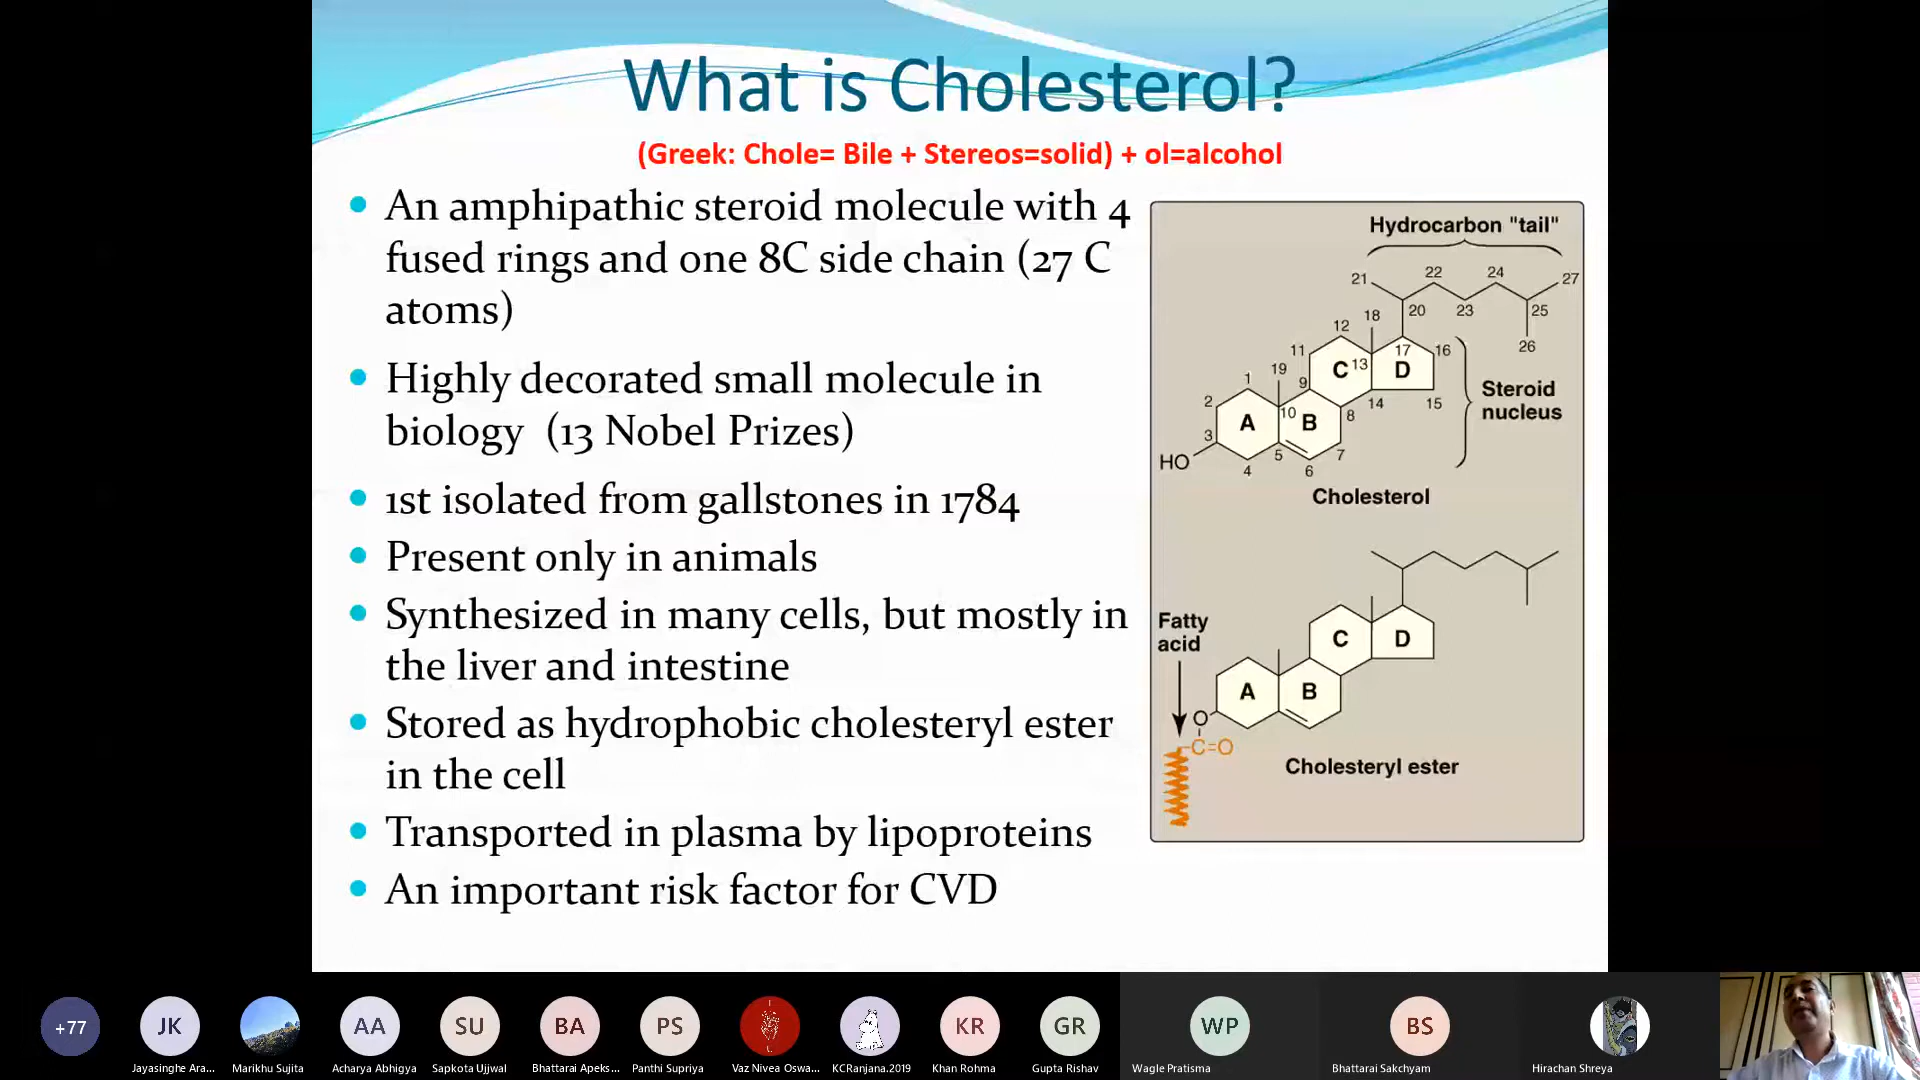 What is Cholesterol?
(Greek: Chole= Bile + Stereos=solid) + ol=alcohol
An amphipathic steroid molecule with 4
fused rings and one 8C side chain (27 C
atoms)
Highly decorated small molecule in
biology (13 Nobel Prizes)
1st isolated from gallstones in 1784
Present only in animals
Synthesized in many cells, but mostly in
the liver and intestine
Stored as hydrophobic cholesteryl ester
in the cell
Transported in plasma by lipoproteins
An important risk factor for CVD
Hydrocarbon "tail"
21 22 24 27
20 23 25
18 26
12
11 17 16
19 C 13 D
1 9
2 10 8 14 15
A B
3
HO 5 7
4 6
Steroid
nucleus
Cholesterol
Fatty
acid
C D
A B
O
C=O
Cholesteryl ester
+77 JK AA SU BA PS KR GR WP BS
Jayasinghe Ara... Marikhu Sujita Acharya Abhigya Sapkota Ujjwal Bhattarai Apeks... Panthi Supriya Vaz Nivea Oswa... KCRanjana.2019 Khan Rohma Gupta Rishav Wagle Pratisma Bhattarai Sakchyam Hirachan Shreya